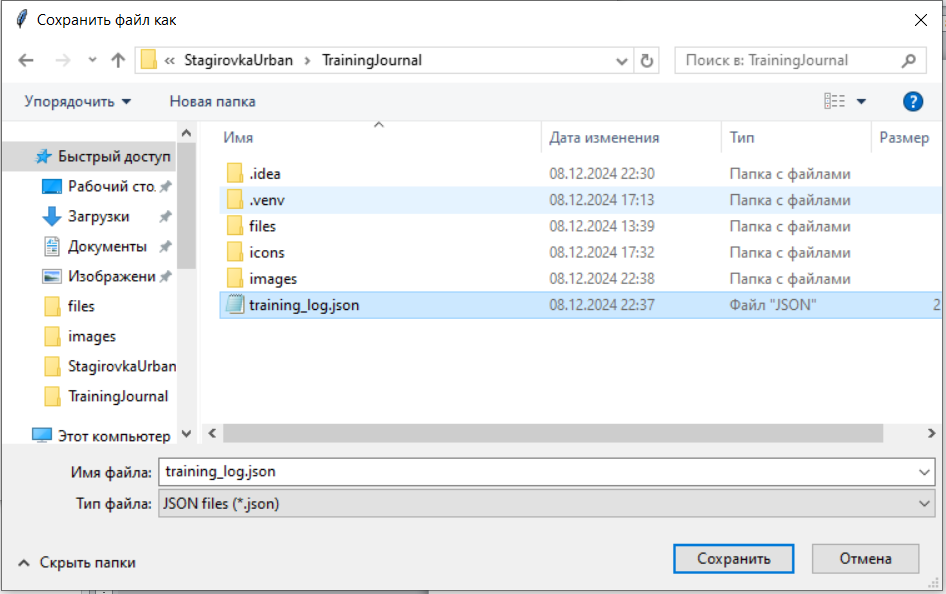 Сохранить файл как
« StagirovkaUrban › TrainingJournal
Поиск в: TrainingJournal
Упорядочить
Новая папка
?
Быстрый доступ
Рабочий сто.
Загрузки
Документы
Изображени
files
images
StagirovkaUrban
TrainingJournal
Этот компьютер
Имя Дата изменения Тип Размер
.idea 08.12.2024 22:30 Папка с файлами
.venv 08.12.2024 17:13 Папка с файлами
files 08.12.2024 13:39 Папка с файлами
icons 08.12.2024 17:32 Папка с файлами
images 08.12.2024 22:38 Папка с файлами
training_log.json 08.12.2024 22:37 Файл "JSON" 2
Имя файла: training_log.json
Тип файла: JSON files (*.json)
Скрыть папки
Сохранить
Отмена